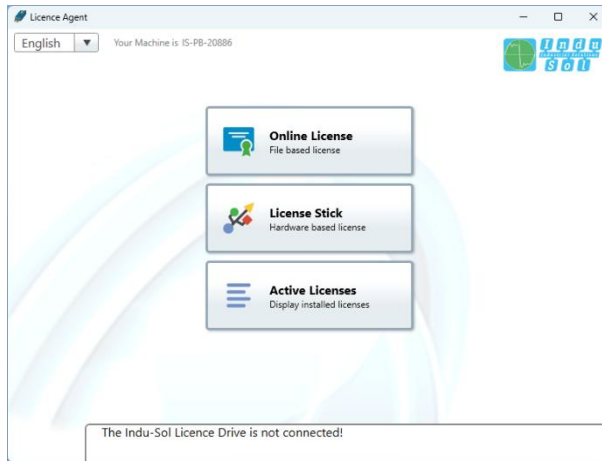 Licence Agent
English
Your Machine is IS-PB-20886
Indu
Sol
Online License
File based license
License Stick
Hardware based license
Active Licenses
Display installed licenses
The Indu-Sol Licence Drive is not connected!